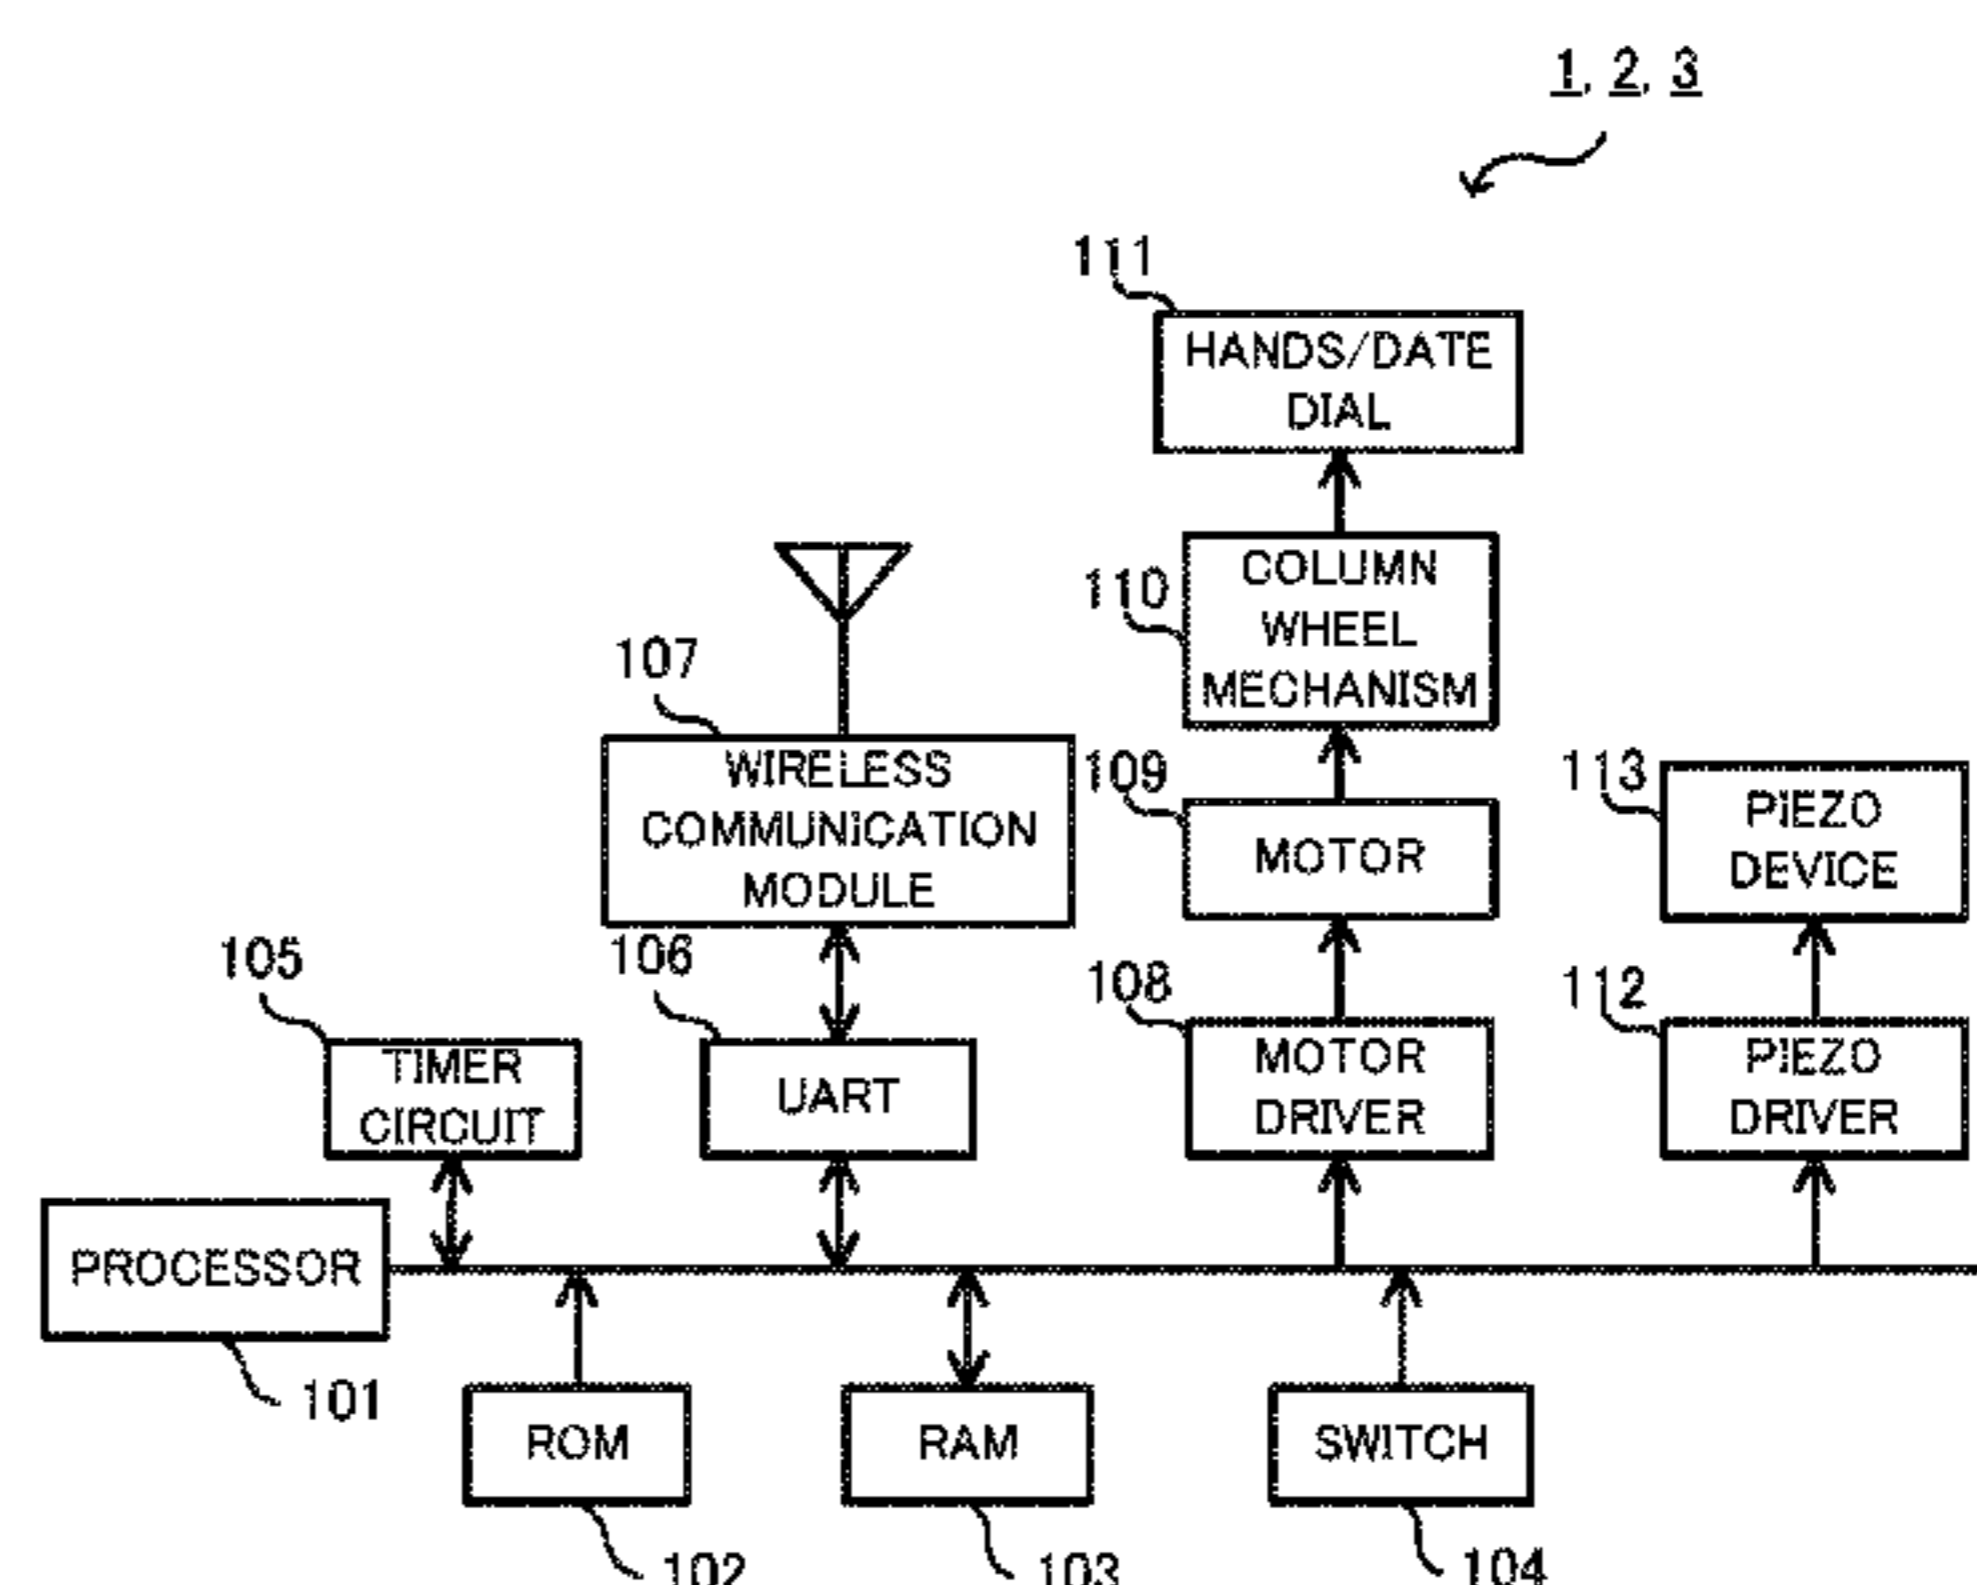 1, 2, 3
111
HANDS/DATE
DIAL
110
COLUMN
WHEEL
MECHANISM
107
WIRELESS
COMMUNICATION
MODULE
109
MOTOR
113
PIEZO
DEVICE
105
TIMER
CIRCUIT
106
UART
108
MOTOR
DRIVER
112
PIEZO
DRIVER
PROCESSOR
101
ROM
RAM
SWITCH
102
103
104